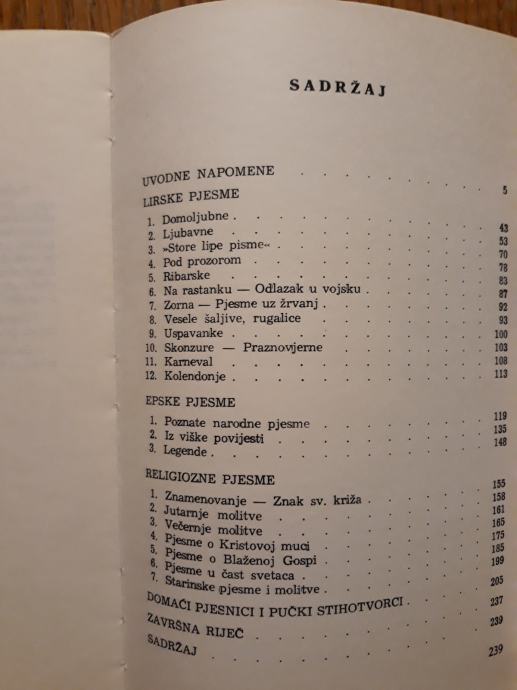 SADRŽAJ
UVODNE NAPOMENE . . . . . . . 5
LIRSKE PJESME
1. Domoljubne . . . . . . . . 43
2. Ljubavne . . . . . . . . 53
3. »Store lipe pisme« . . . . . . . 70
4. Pod prozorom . . . . . . . . 78
5. Ribarske . . . . . . . . 83
6. Na rastanku — Odlazak u vojsku . . . . . 87
7. Zorna — Pjesme uz žrvanj . . . . . . 92
8. Vesele šaljive, rugalice . . . . . . 93
9. Uspavanke . . . . . . . . 100
10. Skonzure — Praznovjerne . . . . . . 103
11. Karneval . . . . . . . . 108
12. Kolendonje . . . . . . . . 113
EPSKE PJESME
1. Poznate narodne pjesme . . . . . . 119
2. Iz viške povijesti . . . . . . . 135
3. Legende . . . . . . . . 148
RELIGIOZNE PJESME
1. Znamenovanje — Znak sv. križa . . . . . 155
2. Jutarnje molitve . . . . . . . 158
3. Večernje molitve . . . . . . . 161
4. Pjesme o Kristovoj muci . . . . . . 165
5. Pjesme o Blaženoj Gospi . . . . . . 175
6. Pjesme u čast svetaca . . . . . . 185
7. Starinske pjesme i molitve . . . . . . 199
DOMAĆI PJESNICI I PUČKI STIHOTVORCI . . . . 205
ZAVRŠNA RIJEČ . . . . . . . . 237
SADRŽAJ . . . . . . . . 239
239